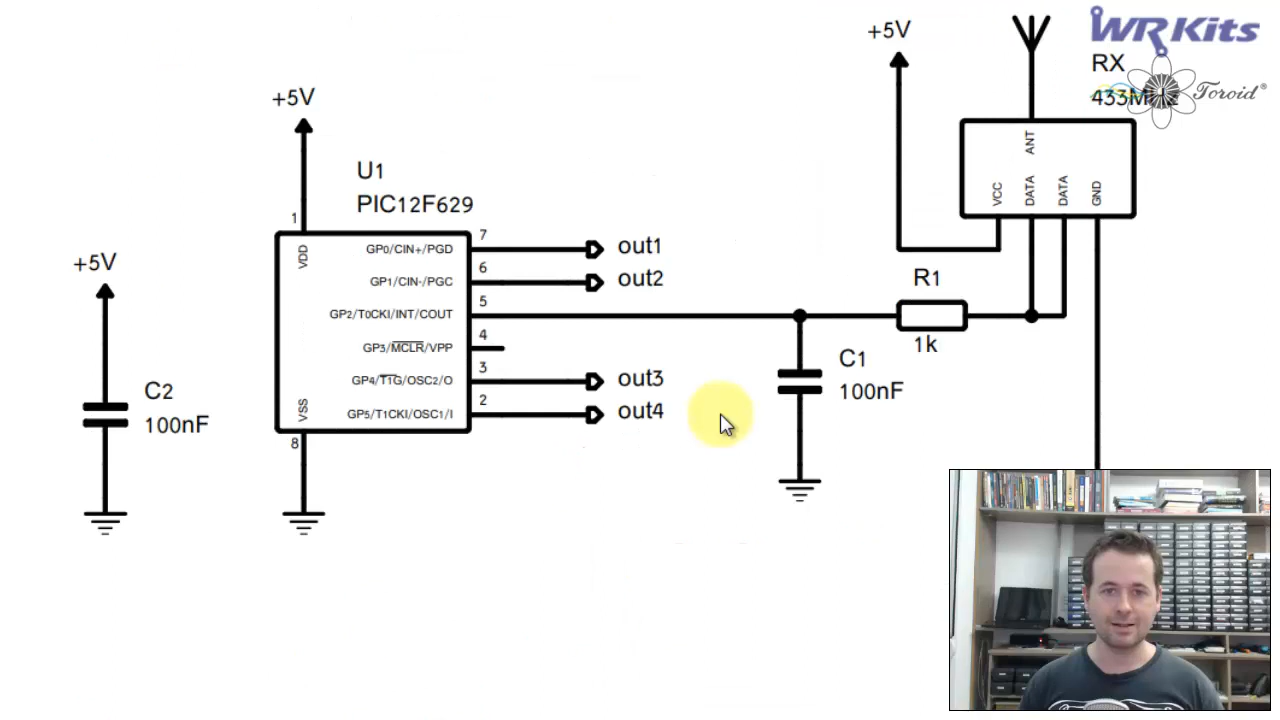 +5V
WR Kits
RX
Toroid®
+5V
ANT
U1
PIC12F629
VCC
DATA
DATA
GND
1
VDD
7
GP0/CIN+/PGD
out1
+5V
6
GP1/CIN-/PGC
out2
R1
5
GP2/T0CKI/INT/COUT
1k
4
GP3/MCLR/VPP
C1
100nF
3
GP4/T1G/OSC2/O
out3
C2
100nF
VSS
2
GP5/T1CKI/OSC1/I
out4
8